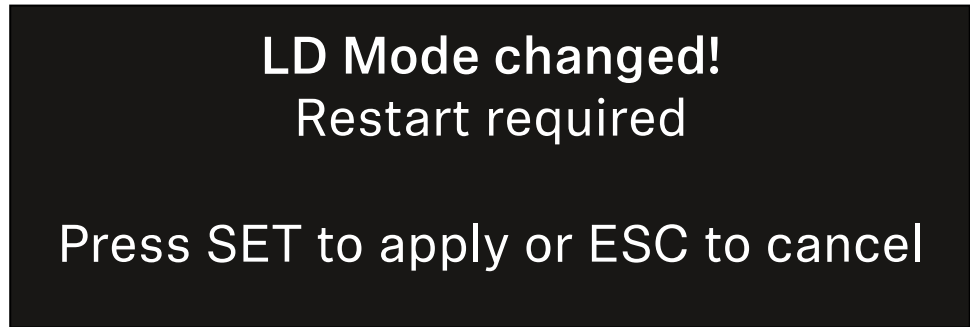 LD Mode changed!
Restart required
Press SET to apply or ESC to cancel